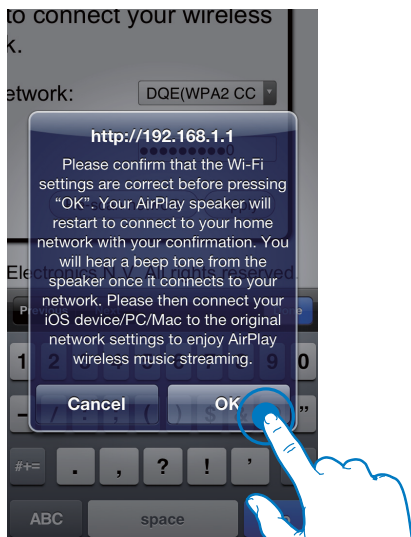 to connect your wireless
k.
etwork:
DQE(WPA2 CC
http://192.168.1.1
Please confirm that the Wi-Fi
settings are correct before pressing
“OK”. Your AirPlay speaker will
restart to connect to your home
network with your confirmation. You
will hear a beep tone from the
speaker once it connects to your
network. Please then connect your
iOS device/PC/Mac to the original
network settings to enjoy AirPlay
wireless music streaming.
Cancel
OK
Electronics N.V. All rights reserved.
1 2 9 0
- / : ; ( ) $ ”
#+= . , ? ! ’
ABC
space